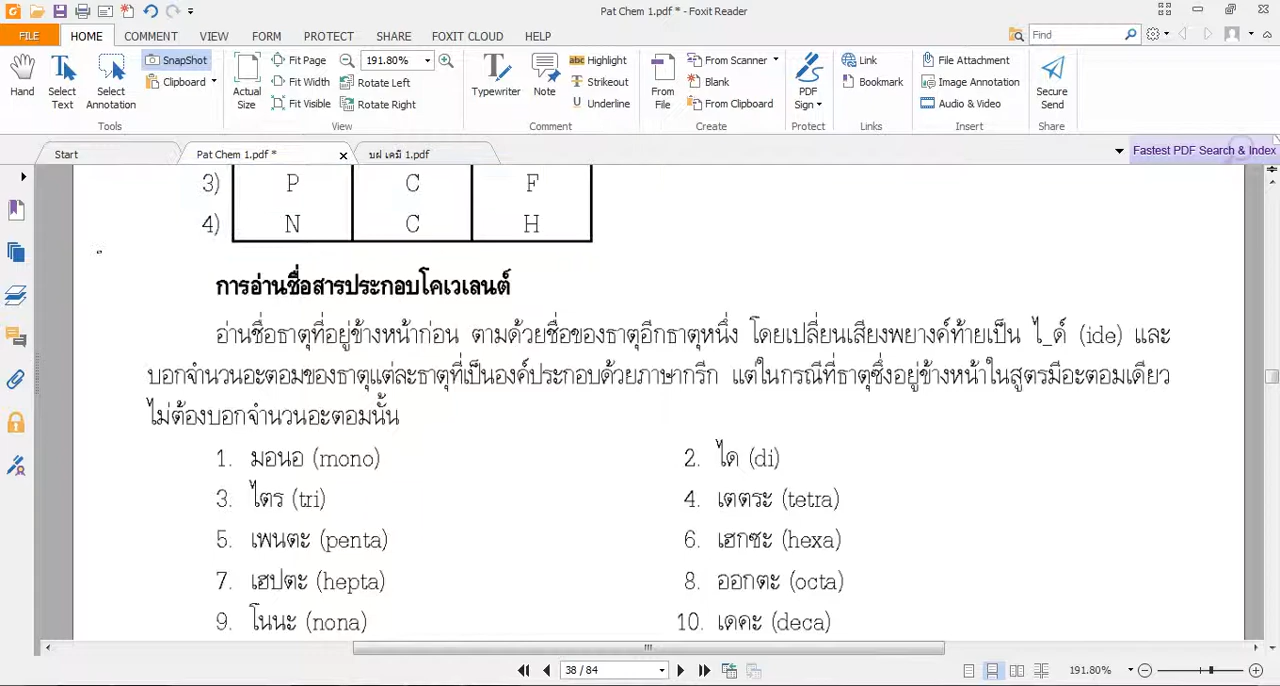 Pat Chem 1.pdf * - Foxit Reader
FILE HOME COMMENT VIEW FORM PROTECT SHARE FOXIT CLOUD HELP Find
SnapShot Fit Page 191.80% abc Highlight From Scanner Link File Attachment
Clipboard Fit Width Rotate Left Strikeout Blank Bookmark Image Annotation
Hand Select Text Select Annotation Actual Size Fit Visible Rotate Right Typewriter Note U Underline From File From Clipboard PDF Sign Audio & Video Secure Send
Tools View Comment Create Protect Links Insert Share
Start Pat Chem 1.pdf * บฝ เคมี 1.pdf Fastest PDF Search & Index
3) P C F
4) N C H
การอ่านชื่อสารประกอบโคเวเลนต์
อ่านชื่อธาตุที่อยู่ข้างหน้าก่อน ตามด้วยชื่อของธาตุอีกธาตุหนึ่ง โดยเปลี่ยนเสียงพยางค์ท้ายเป็น ไ_ด์ (ide) และ
บอกจำนวนอะตอมของธาตุแต่ละธาตุที่เป็นองค์ประกอบด้วยภาษากรีก แต่ในกรณีที่ธาตุซึ่งอยู่ข้างหน้าในสูตรมีอะตอมเดียว
ไม่ต้องบอกจำนวนอะตอมนั้น
1. มอนอ (mono) 2. ได (di)
3. ไตร (tri) 4. เตตระ (tetra)
5. เพนตะ (penta) 6. เฮกซะ (hexa)
7. เฮปตะ (hepta) 8. ออกตะ (octa)
9. โนนะ (nona) 10. เดคะ (deca)
38 / 84 191.80%